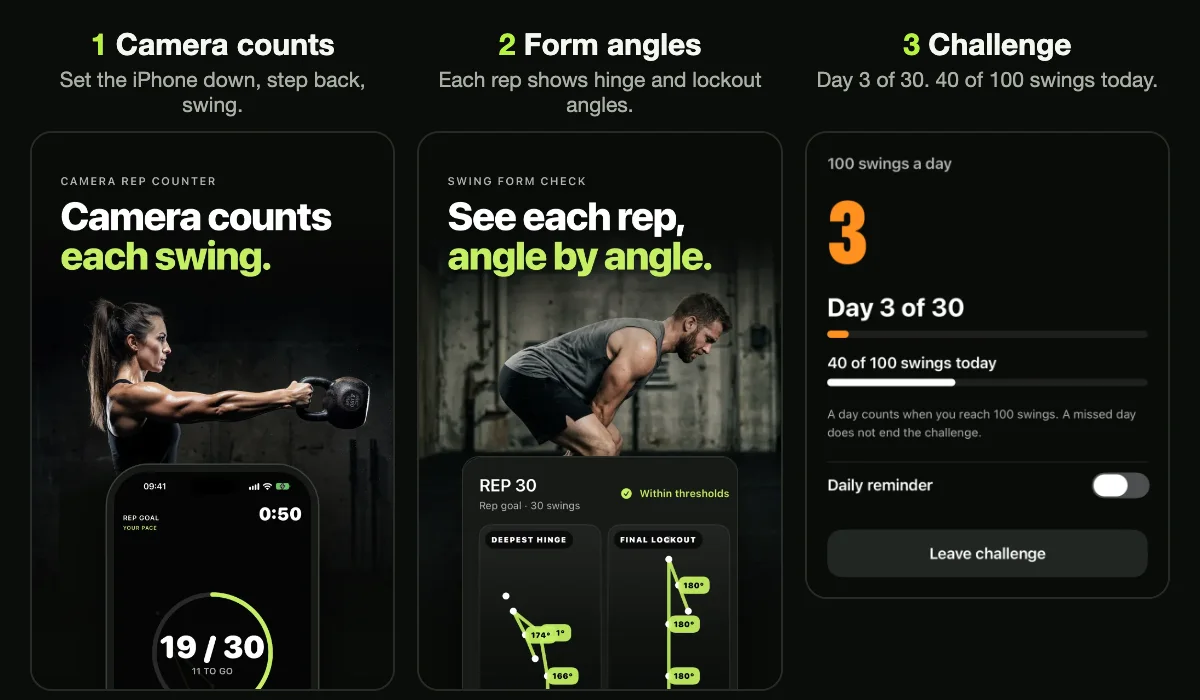 1 Camera counts
Set the iPhone down, step back,
swing.
CAMERA REP COUNTER
Camera counts
each swing.
09:41
REP GOAL
YOUR PACE
0:50
19 / 30
11 TO GO
2 Form angles
Each rep shows hinge and lockout
angles.
SWING FORM CHECK
See each rep,
angle by angle.
REP 30
Rep goal · 30 swings
Within thresholds
DEEPEST HINGE
174° 1°
166°
FINAL LOCKOUT
180°
180°
180°
3 Challenge
Day 3 of 30. 40 of 100 swings today.
100 swings a day
3
Day 3 of 30
40 of 100 swings today
A day counts when you reach 100 swings. A missed day
does not end the challenge.
Daily reminder
Leave challenge